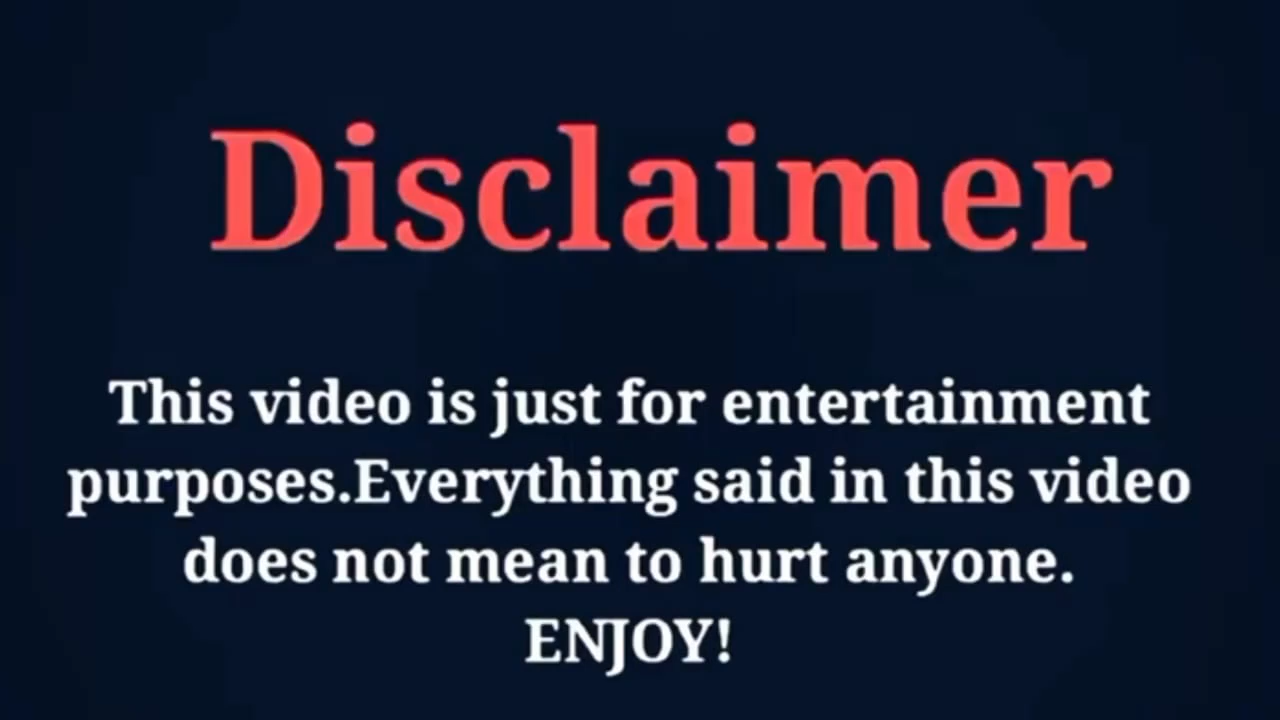 Disclaimer
This video is just for entertainment
purposes.Everything said in this video
does not mean to hurt anyone.
ENJOY!